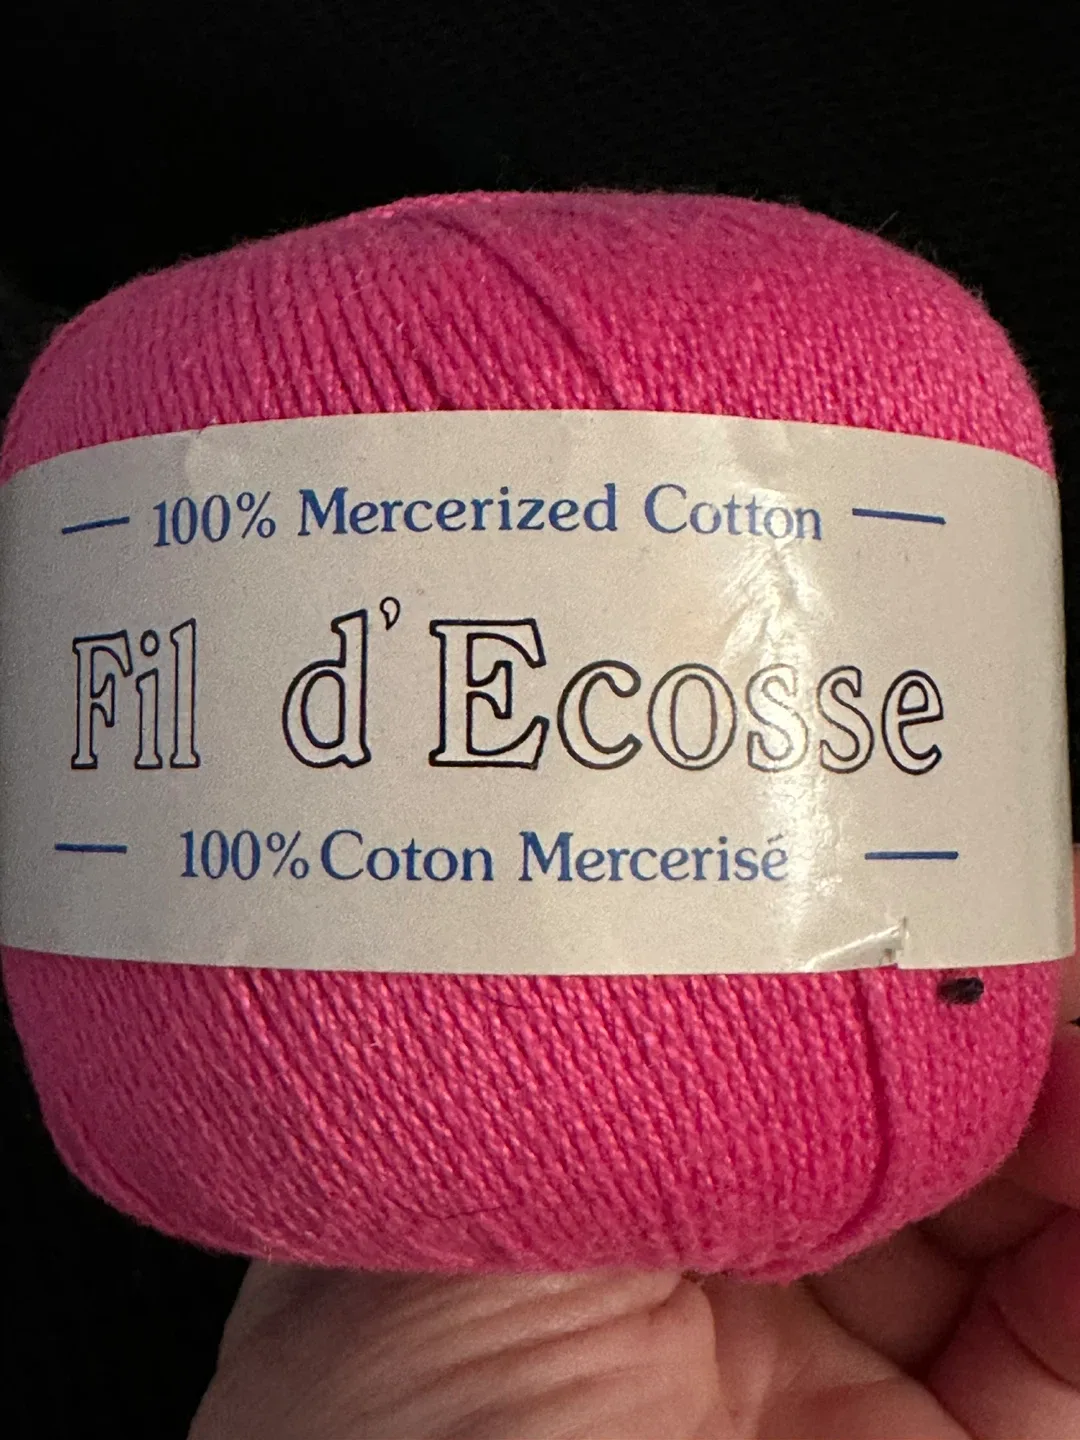 — 100% Mercerized Cotton —
Fil d'Ecosse
— 100% Coton Mercerisé —